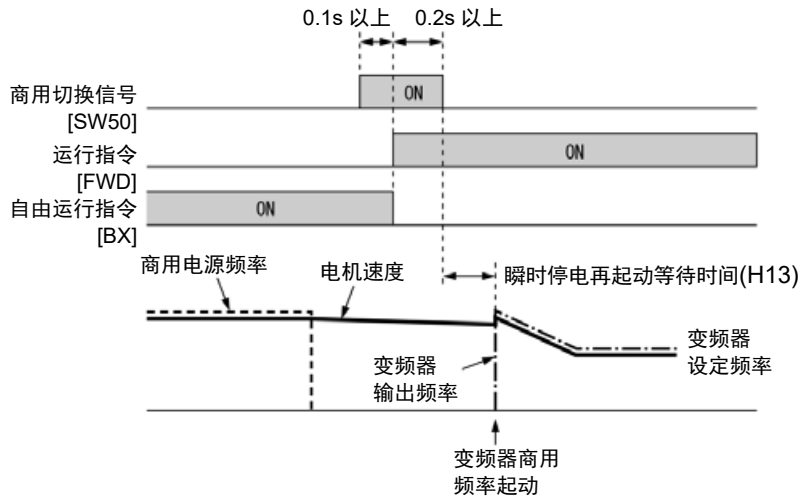 0.1s 以上 0.2s 以上
商用切换信号
[SW50]
ON
运行指令
[FWD]
ON
自由运行指令
[BX]
ON
商用电源频率
电机速度
瞬时停电再起动等待时间(H13)
变频器
输出频率
变频器
设定频率
变频器商用
频率起动